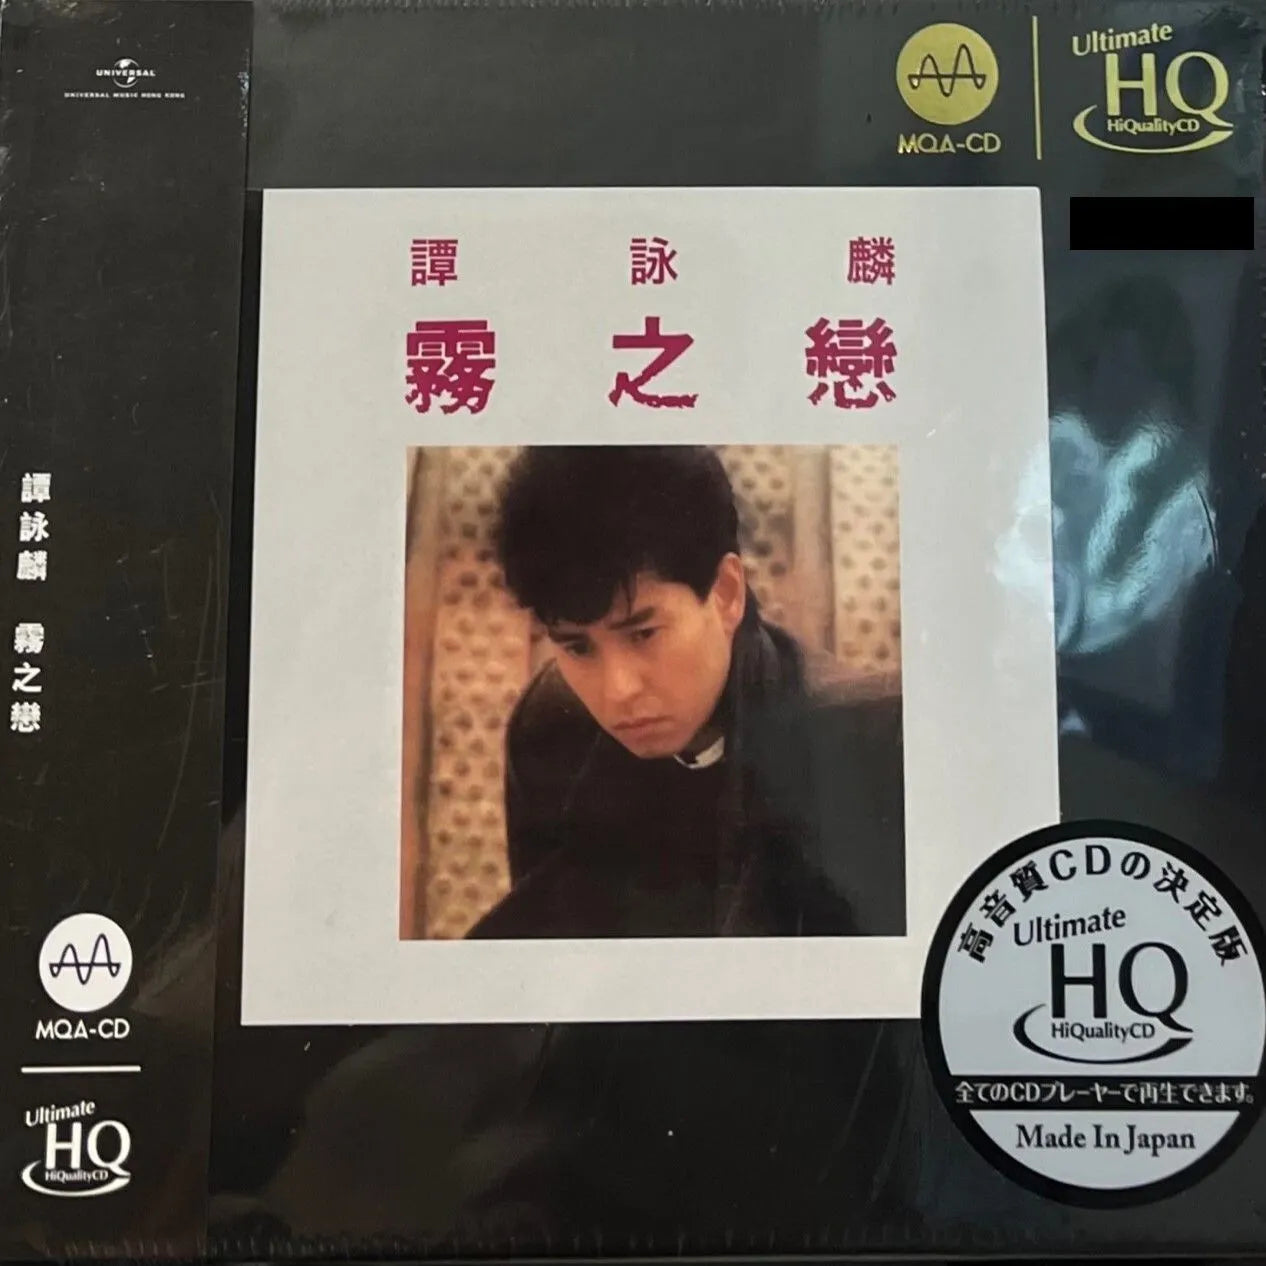 UNIVERSAL
UNIVERSAL MUSIC HONG KONG
譚詠麟 霧之戀
MQA-CD
Ultimate
HQ
HiQualityCD
MQA-CD
Ultimate
HQ
HiQualityCD
譚 詠 麟
霧 之 戀
高音質CDの決定版
Ultimate
HQ
HiQualityCD
全てのCDプレーヤーで再生できます。
Made In Japan